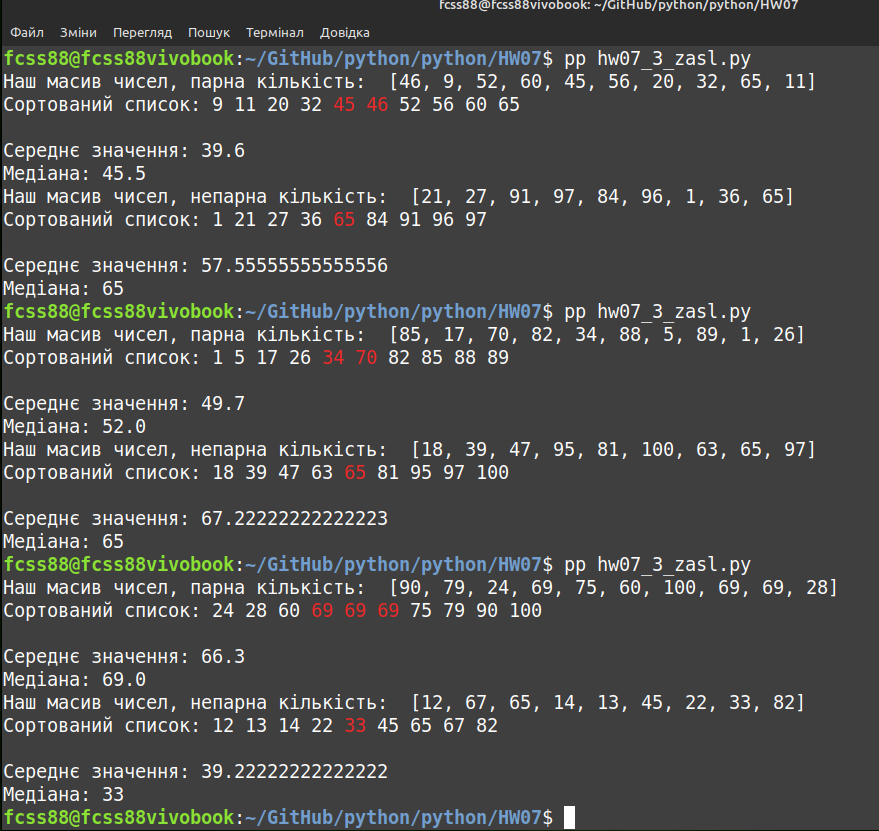 fcss88@fcss88vivobook: ~/GitHub/python/python/HW07
Файл Зміни Перегляд Пошук Термінал Довідка
fcss88@fcss88vivobook:~/GitHub/python/python/HW07$ pp hw07_3_zasl.py
Наш масив чисел, парна кількість:  [46, 9, 52, 60, 45, 56, 20, 32, 65, 11]
Сортований список: 9 11 20 32 45 46 52 56 60 65
Середнє значення: 39.6
Медіана: 45.5
Наш масив чисел, непарна кількість:  [21, 27, 91, 97, 84, 96, 1, 36, 65]
Сортований список: 1 21 27 36 65 84 91 96 97
Середнє значення: 57.55555555555556
Медіана: 65
fcss88@fcss88vivobook:~/GitHub/python/python/HW07$ pp hw07_3_zasl.py
Наш масив чисел, парна кількість:  [85, 17, 70, 82, 34, 88, 5, 89, 1, 26]
Сортований список: 1 5 17 26 34 70 82 85 88 89
Середнє значення: 49.7
Медіана: 52.0
Наш масив чисел, непарна кількість:  [18, 39, 47, 95, 81, 100, 63, 65, 97]
Сортований список: 18 39 47 63 65 81 95 97 100
Середнє значення: 67.22222222222223
Медіана: 65
fcss88@fcss88vivobook:~/GitHub/python/python/HW07$ pp hw07_3_zasl.py
Наш масив чисел, парна кількість:  [90, 79, 24, 69, 75, 60, 100, 69, 69, 28]
Сортований список: 24 28 60 69 69 69 75 79 90 100
Середнє значення: 66.3
Медіана: 69.0
Наш масив чисел, непарна кількість:  [12, 67, 65, 14, 13, 45, 22, 33, 82]
Сортований список: 12 13 14 22 33 45 65 67 82
Середнє значення: 39.22222222222222
Медіана: 33
fcss88@fcss88vivobook:~/GitHub/python/python/HW07$